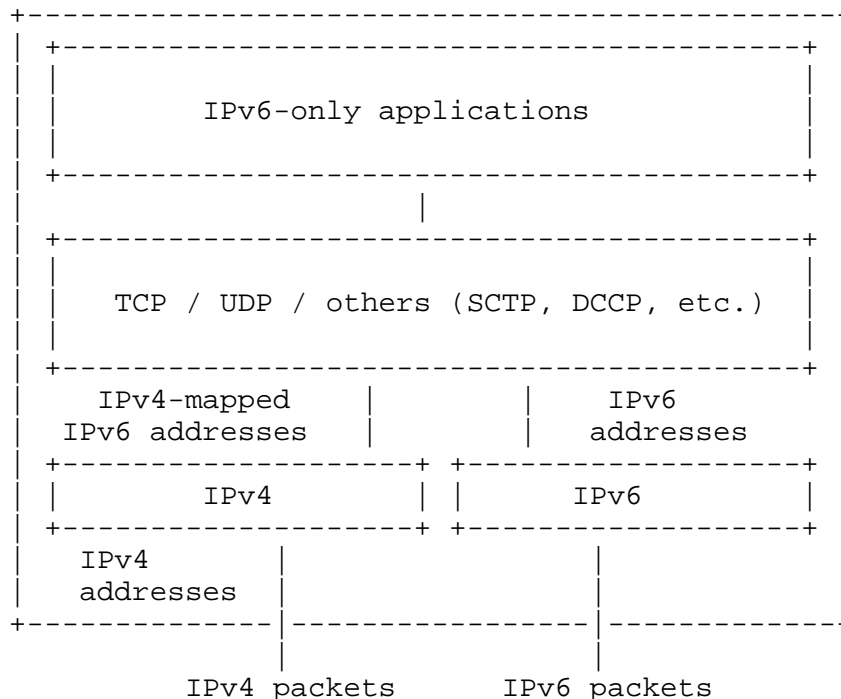 IPv6-only applications
TCP / UDP / others (SCTP, DCCP, etc.)
IPv4-mapped IPv6
IPv6 addresses addresses
IPv4 IPv6
IPv4
addresses
IPv4 packets IPv6 packets